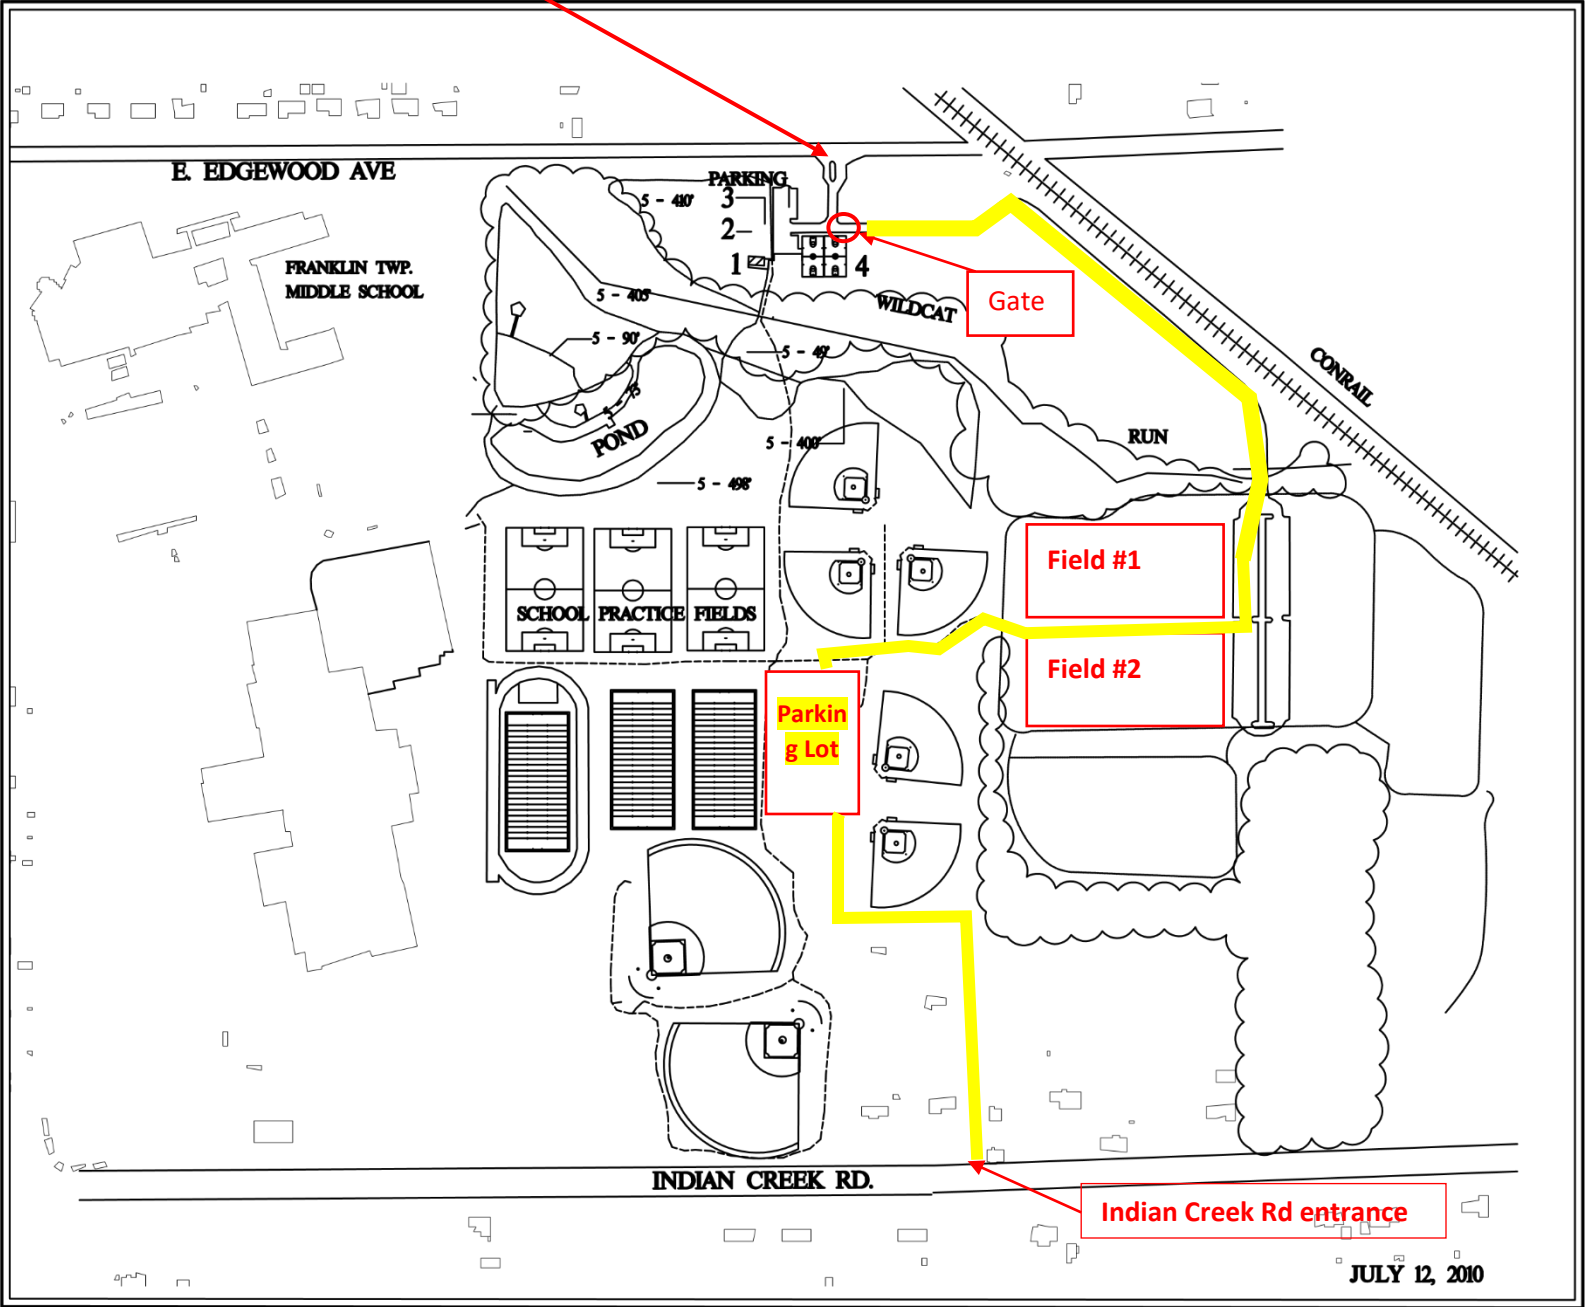 E. EDGEWOOD AVE
PARKING
5 - 410'
3
2
1
4
FRANKLIN TWP.
MIDDLE SCHOOL
5 - 405'
WILDCAT
Gate
5 - 90'
5 - 49'
CONRAIL
5 - 75
POND
5 - 400'
RUN
5 - 498'
Field #1
SCHOOL PRACTICE FIELDS
Field #2
Parkin
g Lot
INDIAN CREEK RD.
Indian Creek Rd entrance
JULY 12, 2010